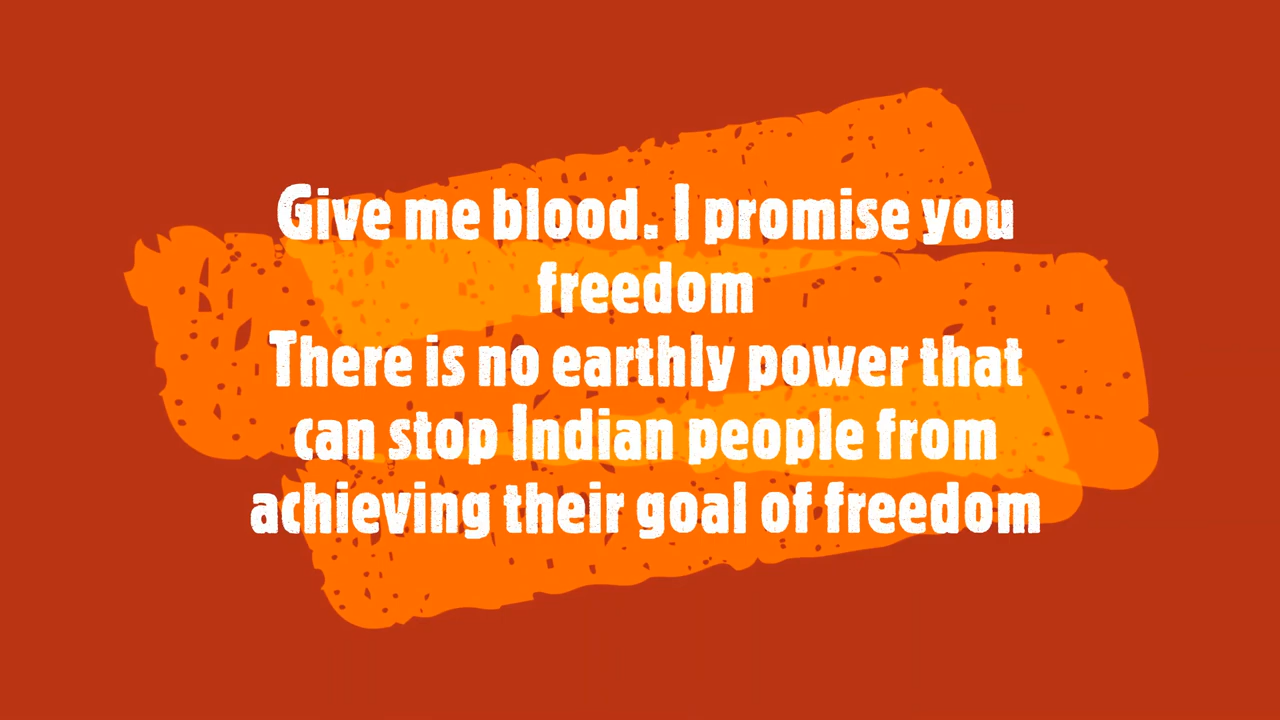 Give me blood. I promise you
freedom
There is no earthly power that
can stop Indian people from
achieving their goal of freedom